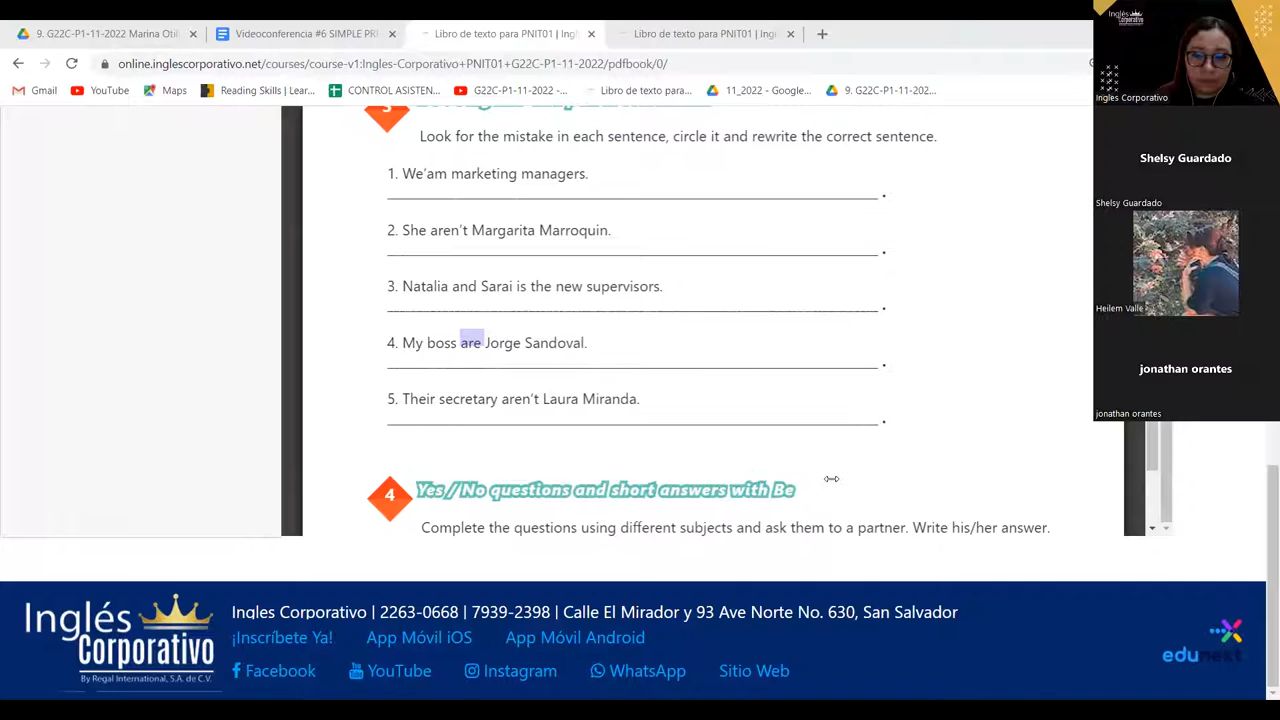 9. G22C-P1-11-2022 Marina Otil
Videoconferencia #6 SIMPLE PRE
Libro de texto para PNIT01 | Ingl
Libro de texto para PNIT01 | Ingl
online.inglescorporativo.net/courses/course-v1:Ingles-Corporativo+PNIT01+G22C-P1-11-2022/pdfbook/0/
Gmail
YouTube
Maps
Reading Skills | Lear...
CONTROL ASISTEN...
G22C-P1-11-2022 -...
Libro de texto para...
11_2022 - Google...
9. G22C-P1-11-2022...
Look for the mistake in each sentence, circle it and rewrite the correct sentence.
1. We'am marketing managers.
2. She aren't Margarita Marroquin.
3. Natalia and Sarai is the new supervisors.
4. My boss are Jorge Sandoval.
5. Their secretary aren't Laura Miranda.
4
Yes / No questions and short answers with Be
Complete the questions using different subjects and ask them to a partner. Write his/her answer.
Inglés
Corporativo
Ingles Corporativo
Shelsy Guardado
Shelsy Guardado
Heilem Valle
jonathan orantes
jonathan orantes
Inglés
Corporativo
By Regal International, S.A. de C.V.
Ingles Corporativo | 2263-0668 | 7939-2398 | Calle El Mirador y 93 Ave Norte No. 630, San Salvador
¡Inscríbete Ya!
App Móvil iOS
App Móvil Android
Facebook
YouTube
Instagram
WhatsApp
Sitio Web
edunext